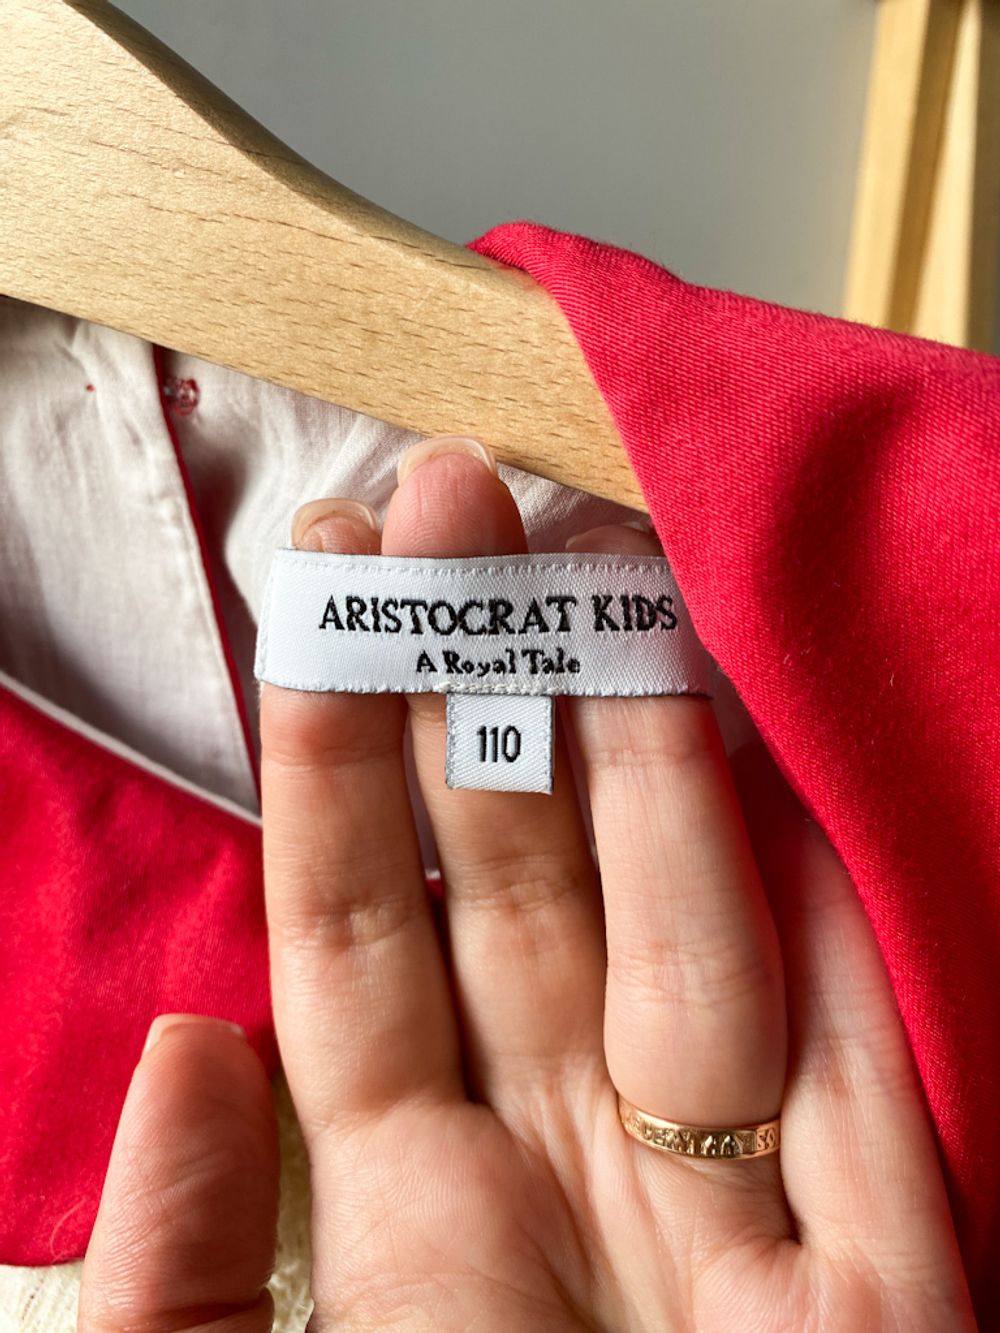 ARISTOCRAT KIDS
A Royal Tale
110